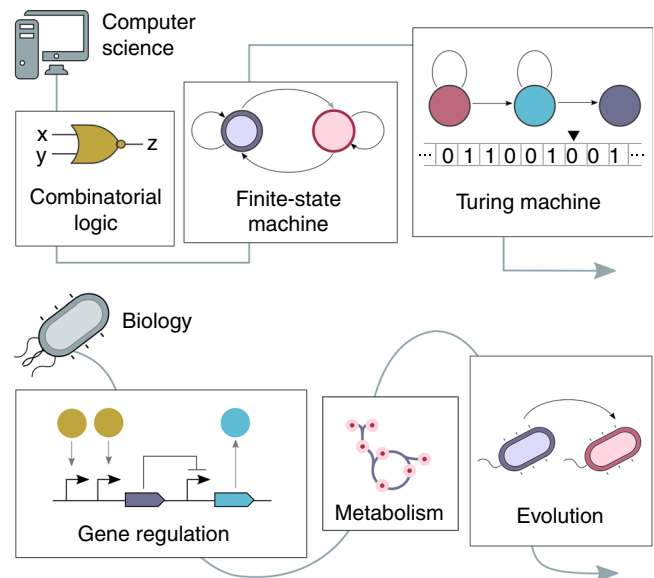 Computer
science
x
y
z
Combinatorial
logic
Finite-state
machine
··· 0 1 1 0 0 1 0 0 1 ···
Turing machine
Biology
Gene regulation
Metabolism
Evolution